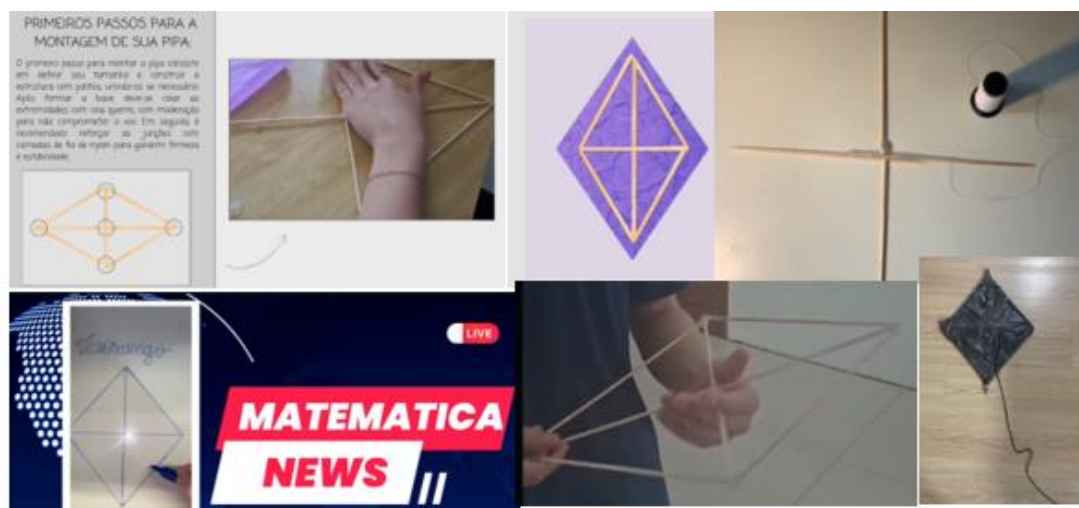 PRIMEIROS PASSOS PARA A
MONTAGEM DE SUA PIPA:
O primeiro passo para montar a pipa consiste
em definir seu tamanho e construir a
estrutura com palitos, unindo-os se necessário.
Após formar a base, deve-se colar as
extremidades com cola quente, com moderação
para não comprometer o voo. Em seguida, é
recomendado reforçar as junções com
camadas de fio de nylon para garantir firmeza
e estabilidade.
LIVE
MATEMATICA
NEWS